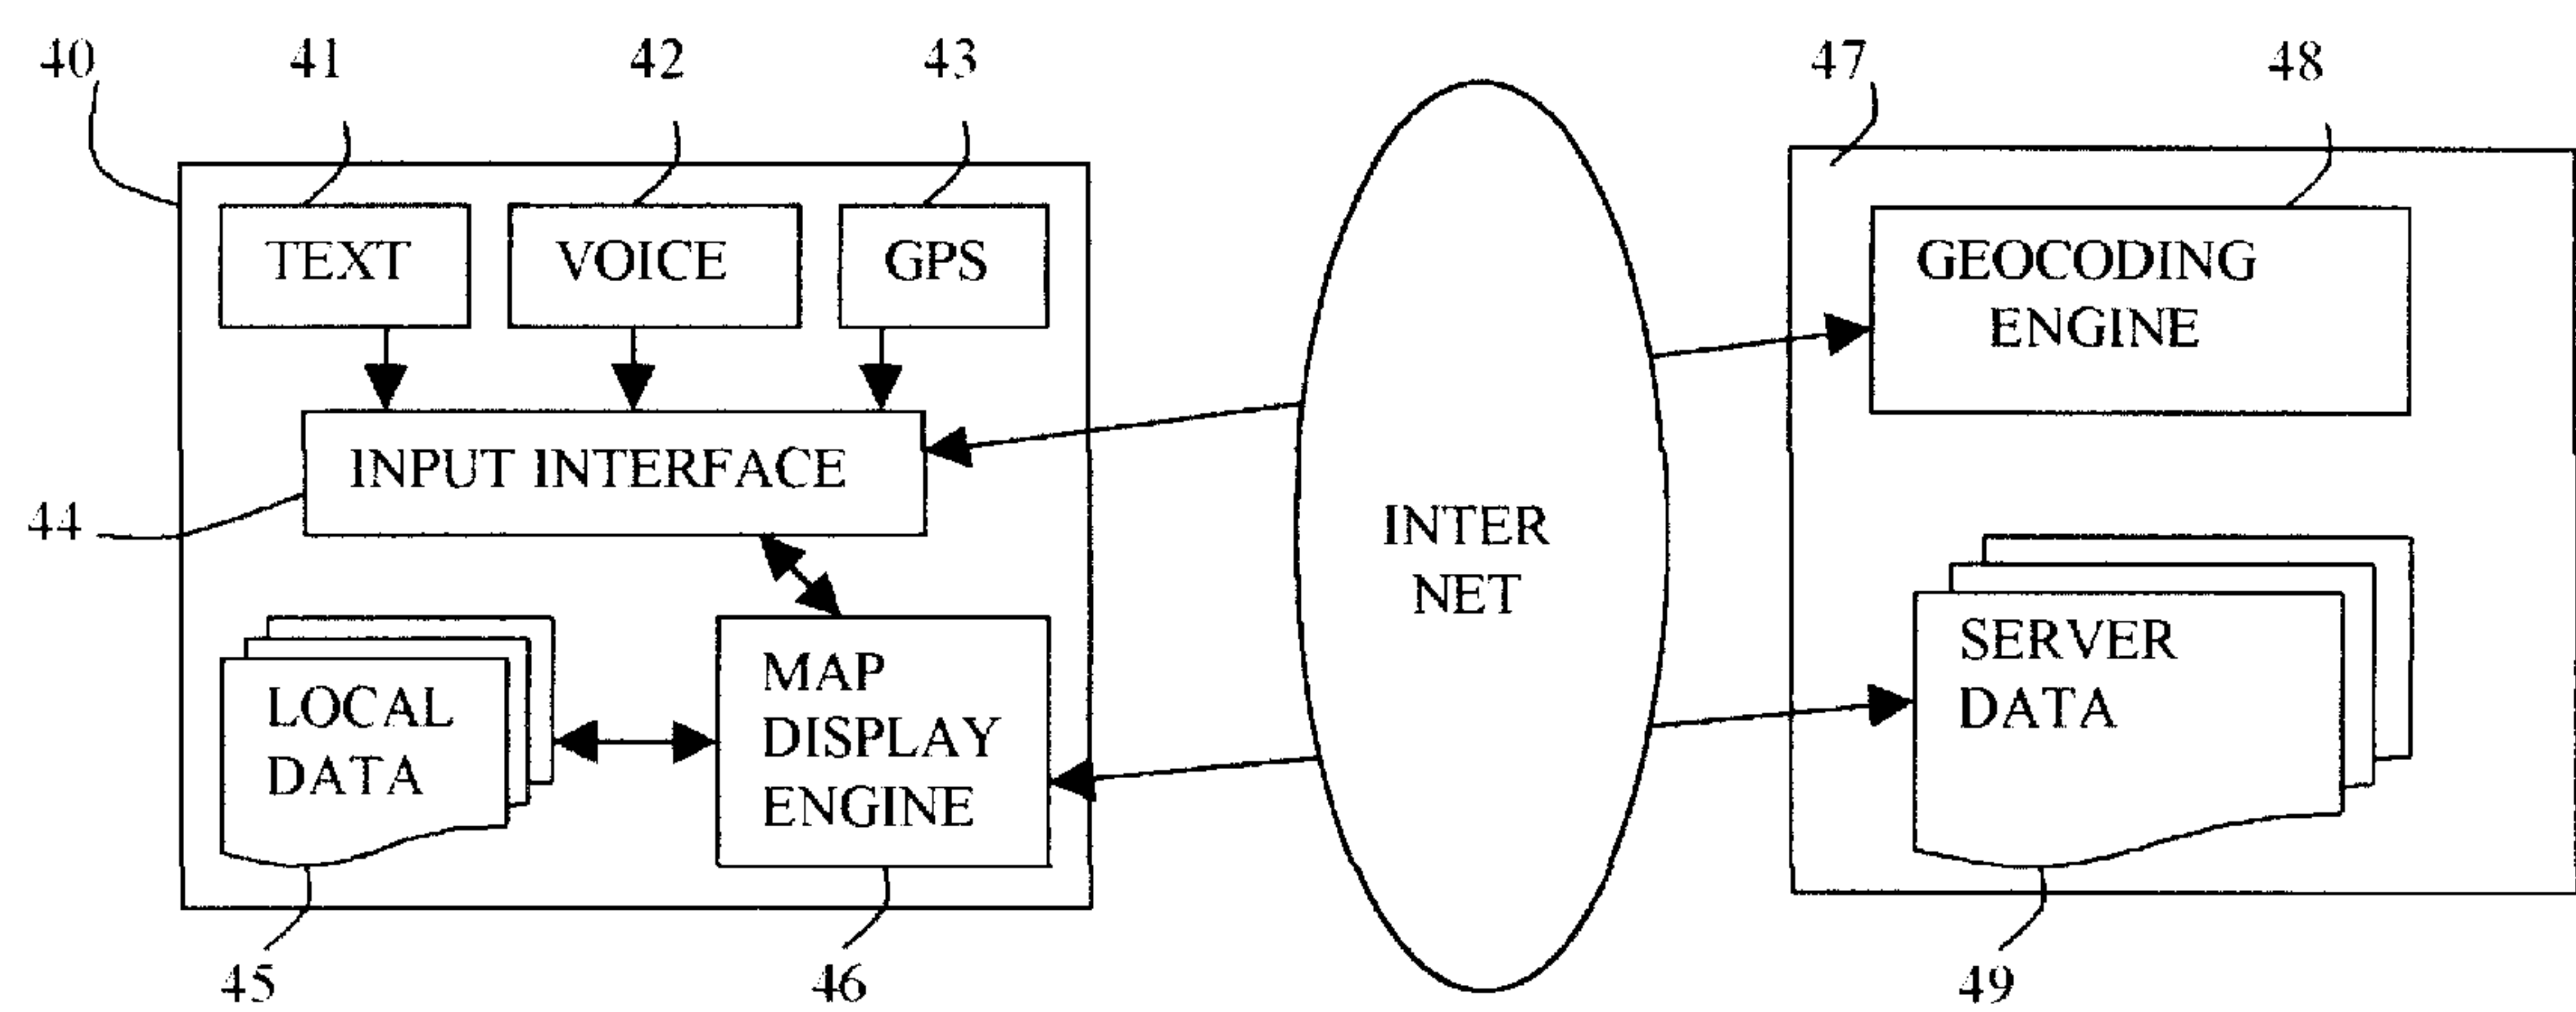 40
41
42
43
47
48
TEXT
VOICE
GPS
GEOCODING
ENGINE
INPUT INTERFACE
44
INTER
NET
LOCAL
DATA
MAP
DISPLAY
ENGINE
SERVER
DATA
45
46
49